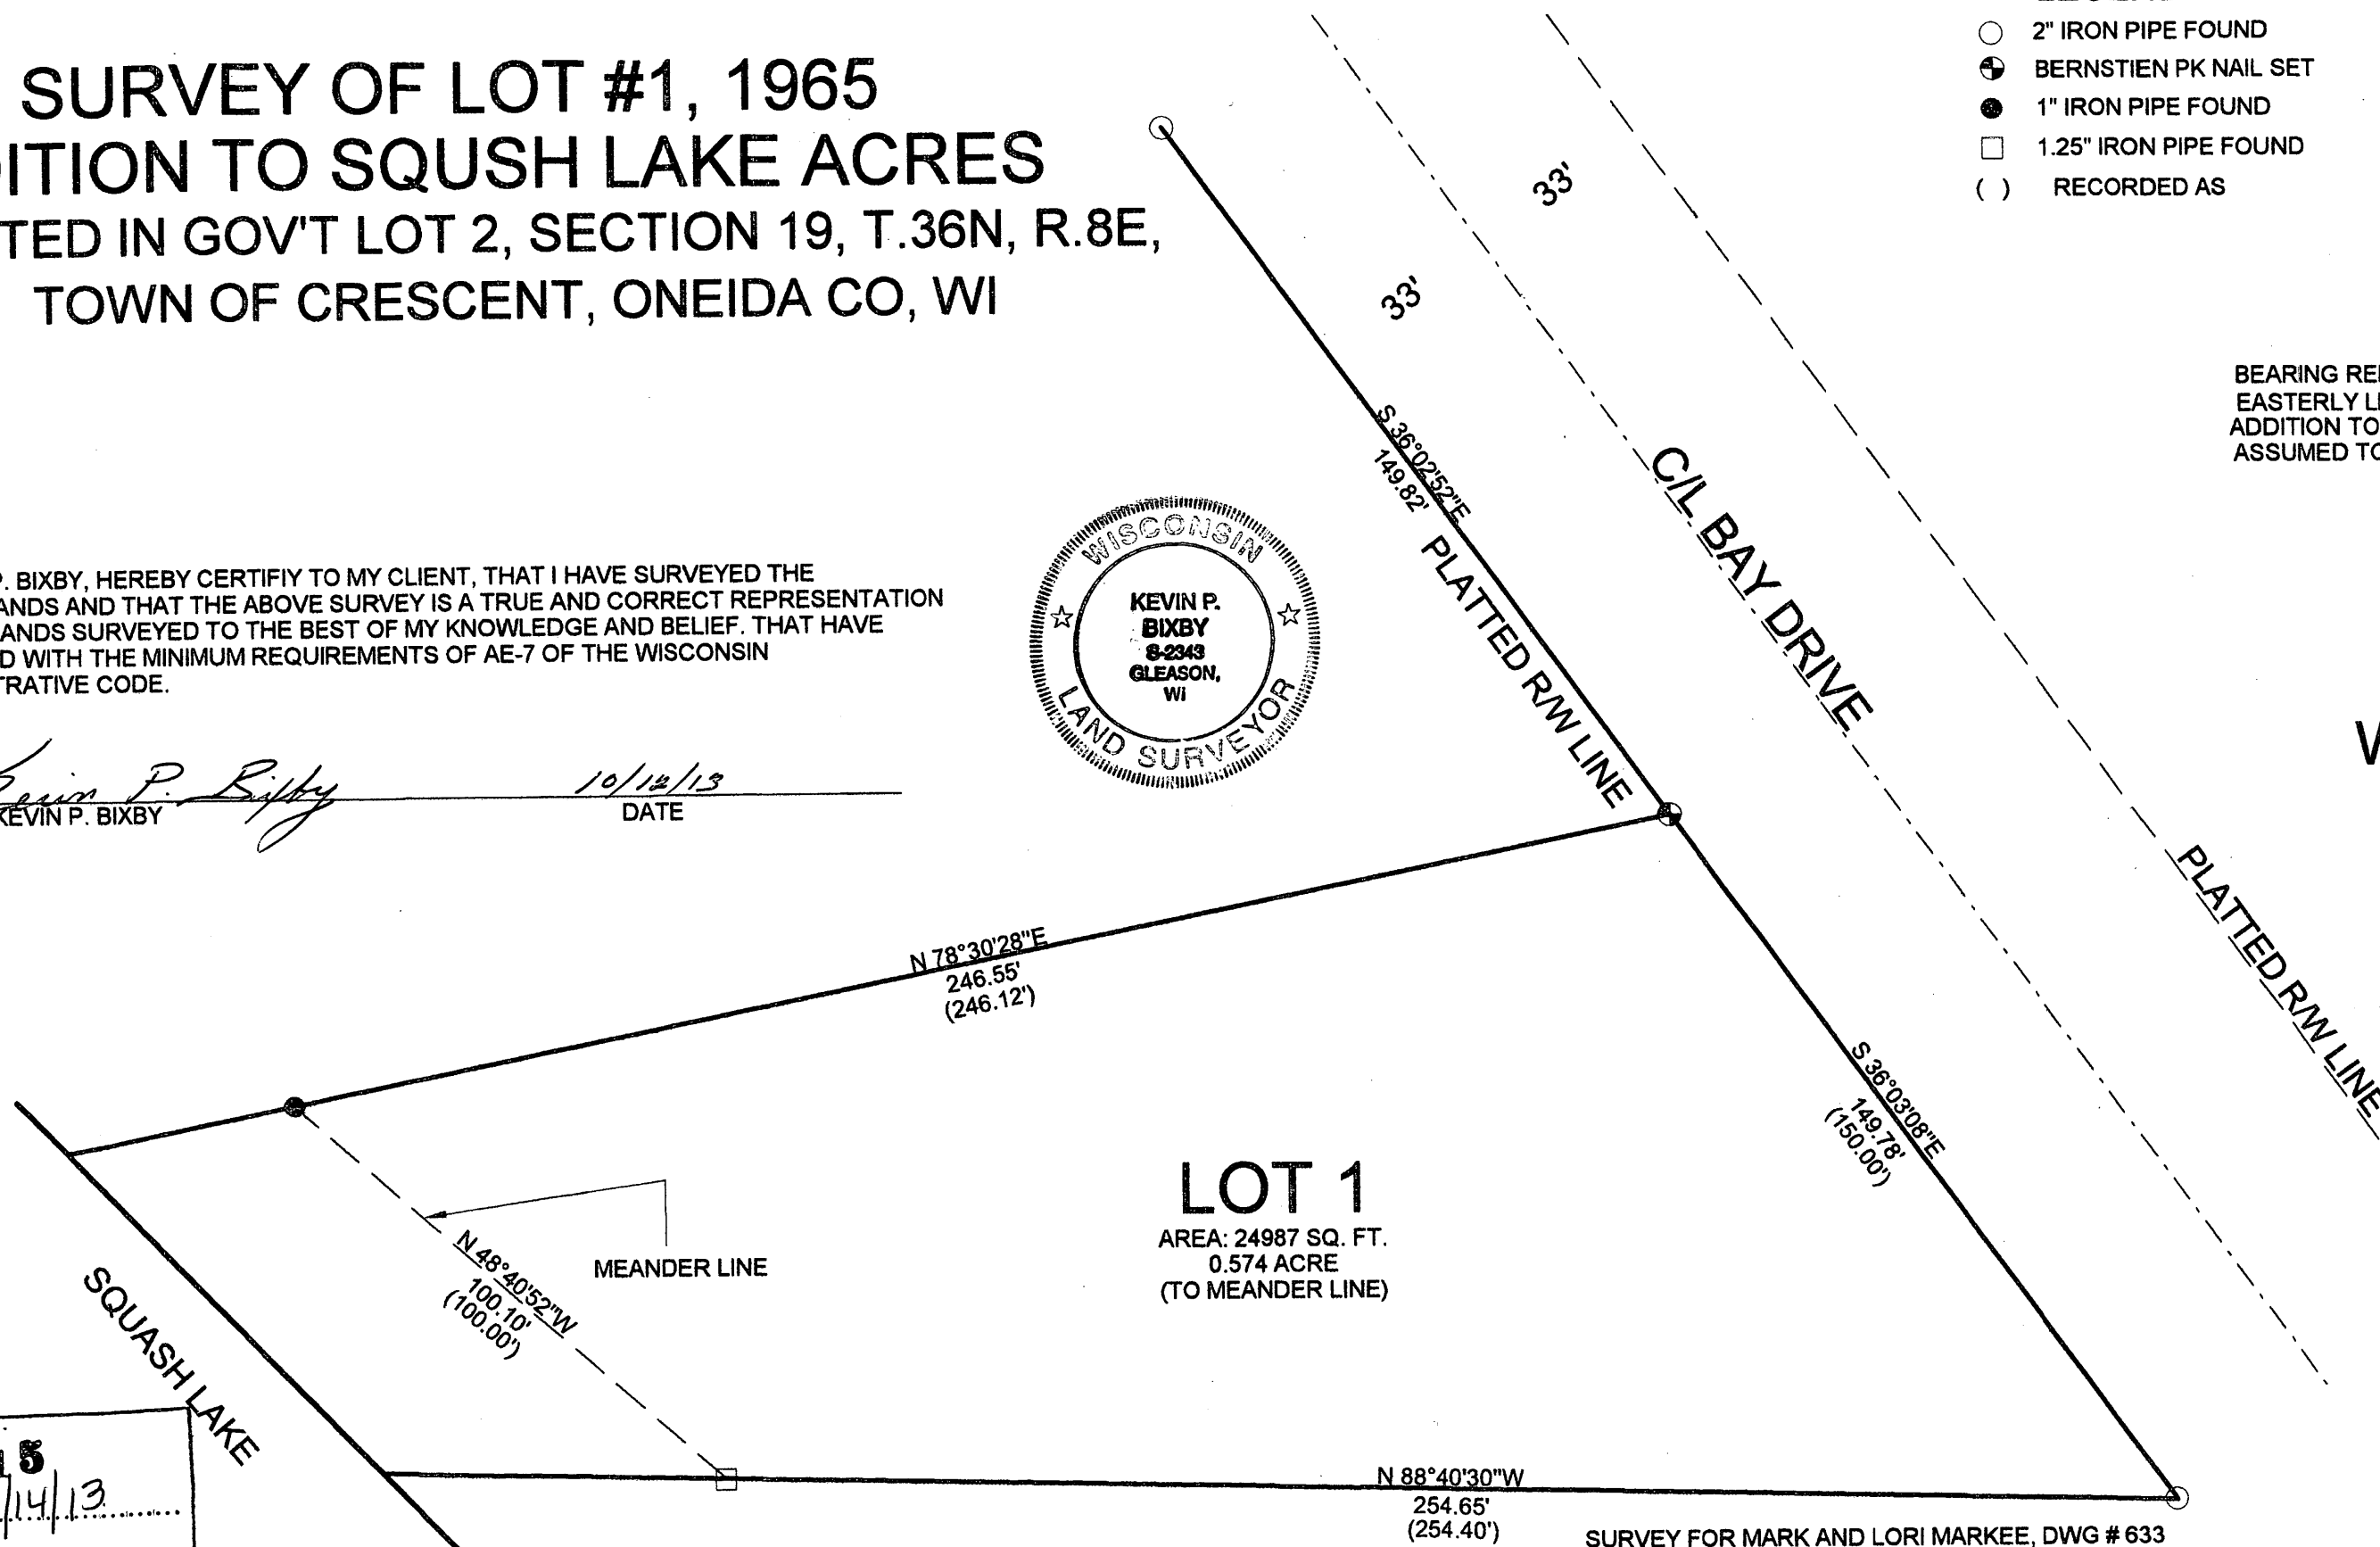 SURVEY OF LOT #1, 1965
DITION TO SQUSH LAKE ACRES
TED IN GOV'T LOT 2, SECTION 19, T.36N, R.8E,
TOWN OF CRESCENT, ONEIDA CO, WI
2" IRON PIPE FOUND
BERNSTIEN PK NAIL SET
1" IRON PIPE FOUND
1.25" IRON PIPE FOUND
( ) RECORDED AS
33'
33'
BEARING RE
EASTERLY L
ADDITION TO
ASSUMED TO
S 36°02'52"E
149.82'
PLATTED R/W LINE
C/L BAY DRIVE
P. BIXBY, HEREBY CERTIFIY TO MY CLIENT, THAT I HAVE SURVEYED THE
ANDS AND THAT THE ABOVE SURVEY IS A TRUE AND CORRECT REPRESENTATION
ANDS SURVEYED TO THE BEST OF MY KNOWLEDGE AND BELIEF. THAT HAVE
D WITH THE MINIMUM REQUIREMENTS OF AE-7 OF THE WISCONSIN
TRATIVE CODE.
WISCONSIN
KEVIN P.
BIXBY
S-2343
GLEASON,
Wi
LAND SURVEYOR
Kevin P. Bixby 10/12/13
KEVIN P. BIXBY DATE
PLATTED R/W LINE
N 78°30'28"E
246.55'
(246.12')
S 36°03'08"E
149.78'
(150.00')
LOT 1
AREA: 24987 SQ. FT.
0.574 ACRE
(TO MEANDER LINE)
MEANDER LINE
N 48°40'52"W
100.10'
(100.00')
SQUASH LAKE
5
/14/13
N 88°40'30"W
254.65'
(254.40')
SURVEY FOR MARK AND LORI MARKEE, DWG # 633